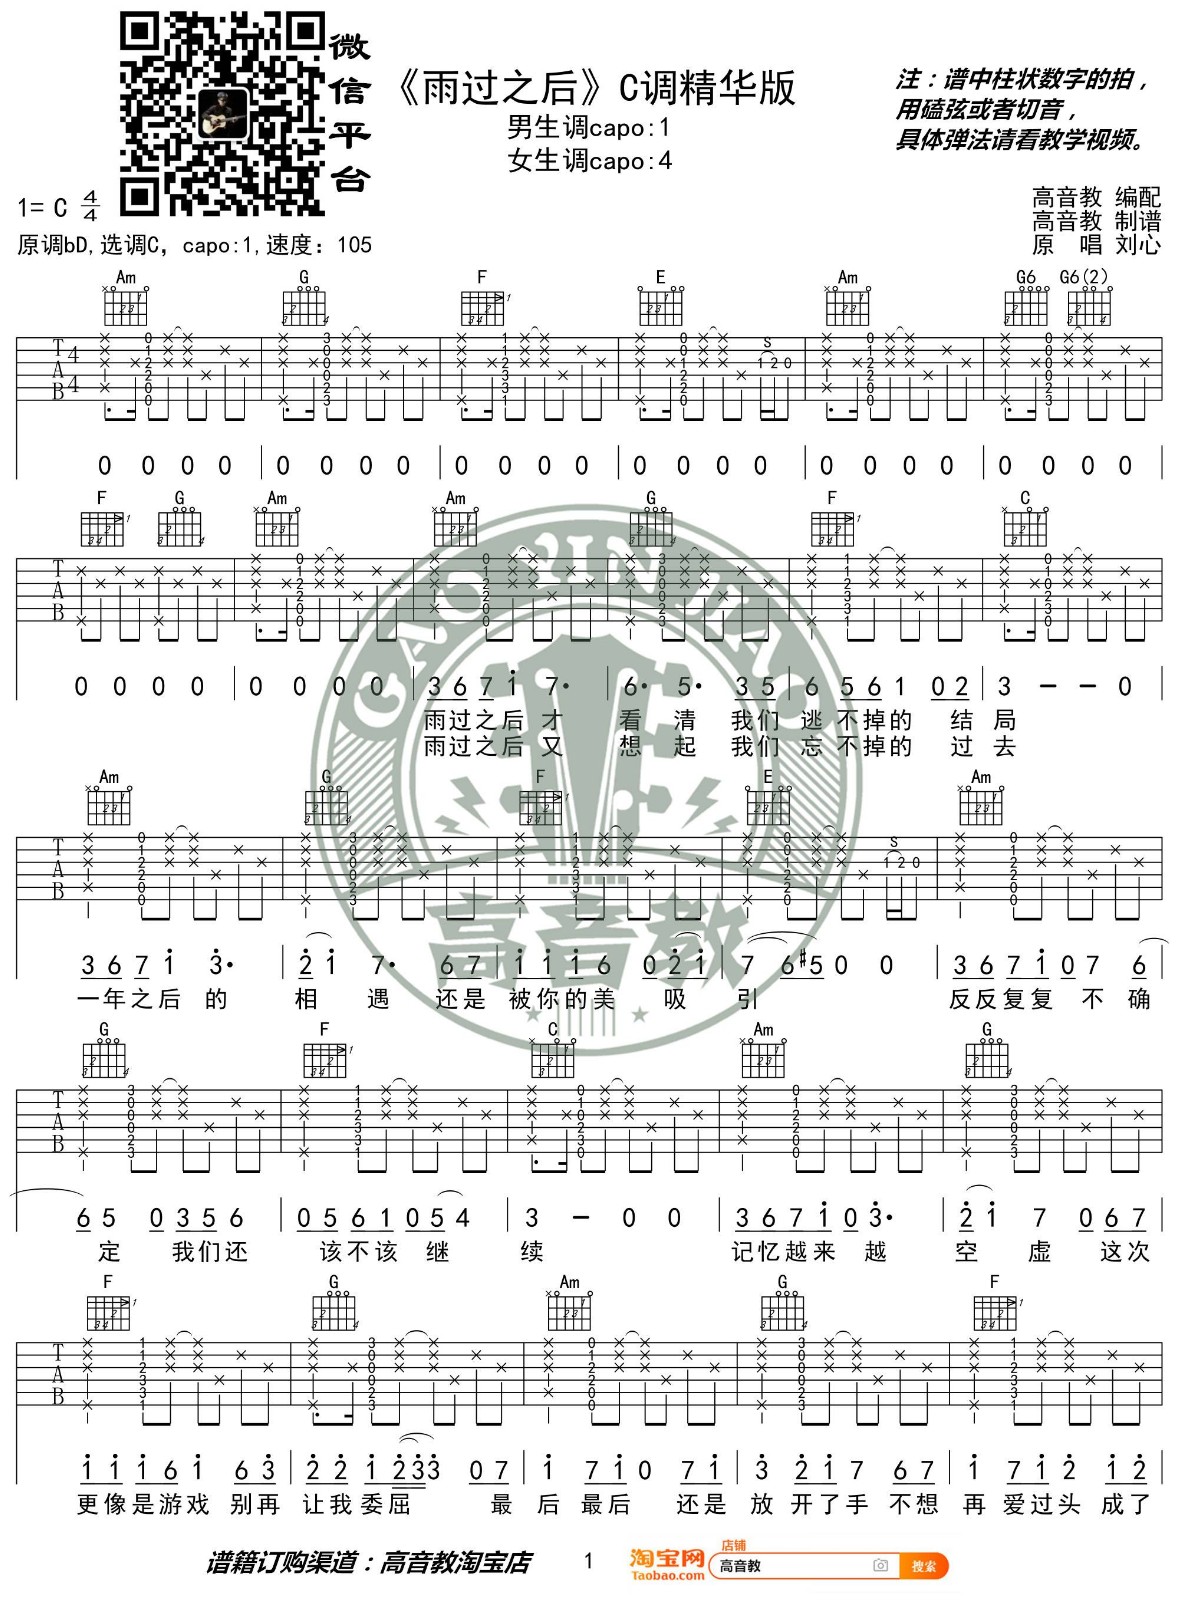 微信平台
《雨过之后》C调精华版
男生调capo:1
女生调capo:4
注：谱中柱状数字的拍，
用磕弦或者切音，
具体弹法请看教学视频。
1= C 4/4
原调bD,选调C，capo:1,速度：105
高音教 编配
高音教 制谱
原 唱 刘心
Am G F E Am G6 G6(2)
T A B 4 4
S
1 2 0
0 0 0 0 0 0 0 0 0 0 0 0 0 0 0 0 0 0 0 0 0 0 0 0
F G Am Am G F C
T A B
0 0 0 0 0 0 0 0 3 6 7 1 7· 6· 5· 3 5 6 5 6 1 0 2 3 — — 0
雨过之后 才 看 清 我们 逃 不掉的 结 局
雨过之后 又 想 起 我们 忘 不掉的 过 去
GAO YINJIAO
高音教
Am G F E Am
T A B
S
1 2 0
3 6 7 1 3· 2 1 7· 6 7 1 1 1 6 0 2 1 7 6 #5 0 0 3 6 7 1 0 7 6
一年之后 的 相 遇 还是 被你的美 吸 引 反反复复 不 确
G F C Am G
T A B
6 5 0 3 5 6 0 5 6 1 0 5 4 3 — 0 0 3 6 7 1 0 3· 2 1 7 0 6 7
定 我们还 该不该 继 续 记忆越来 越 空 虚 这次
F G Am G F
T A B
1 1 1 6 1 6 3 2 2 1 2 3 3 0 7 1 7 1 0 7 1 3 2 1 7 6 7 1 7 1 2 1 2
更像是游戏 别再 让我委屈 最 后 最后 还是 放 开了手 不想 再 爱过头 成了
谱籍订购渠道：高音教淘宝店
1
淘宝网
Taobao.com
店铺
高音教
搜索